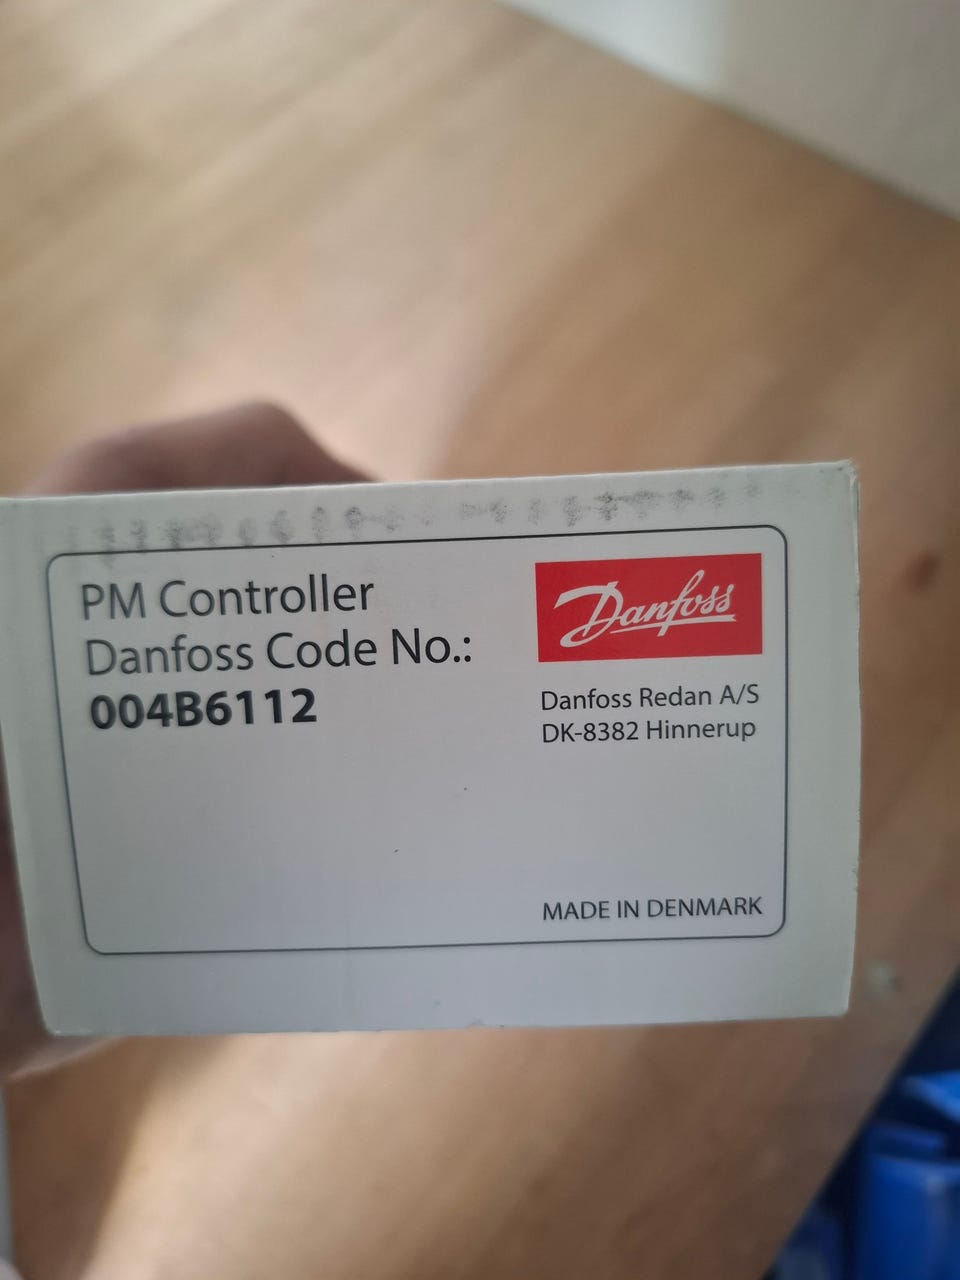 PM Controller
Danfoss Code No.:
004B6112
Danfoss
Danfoss Redan A/S
DK-8382 Hinnerup
MADE IN DENMARK